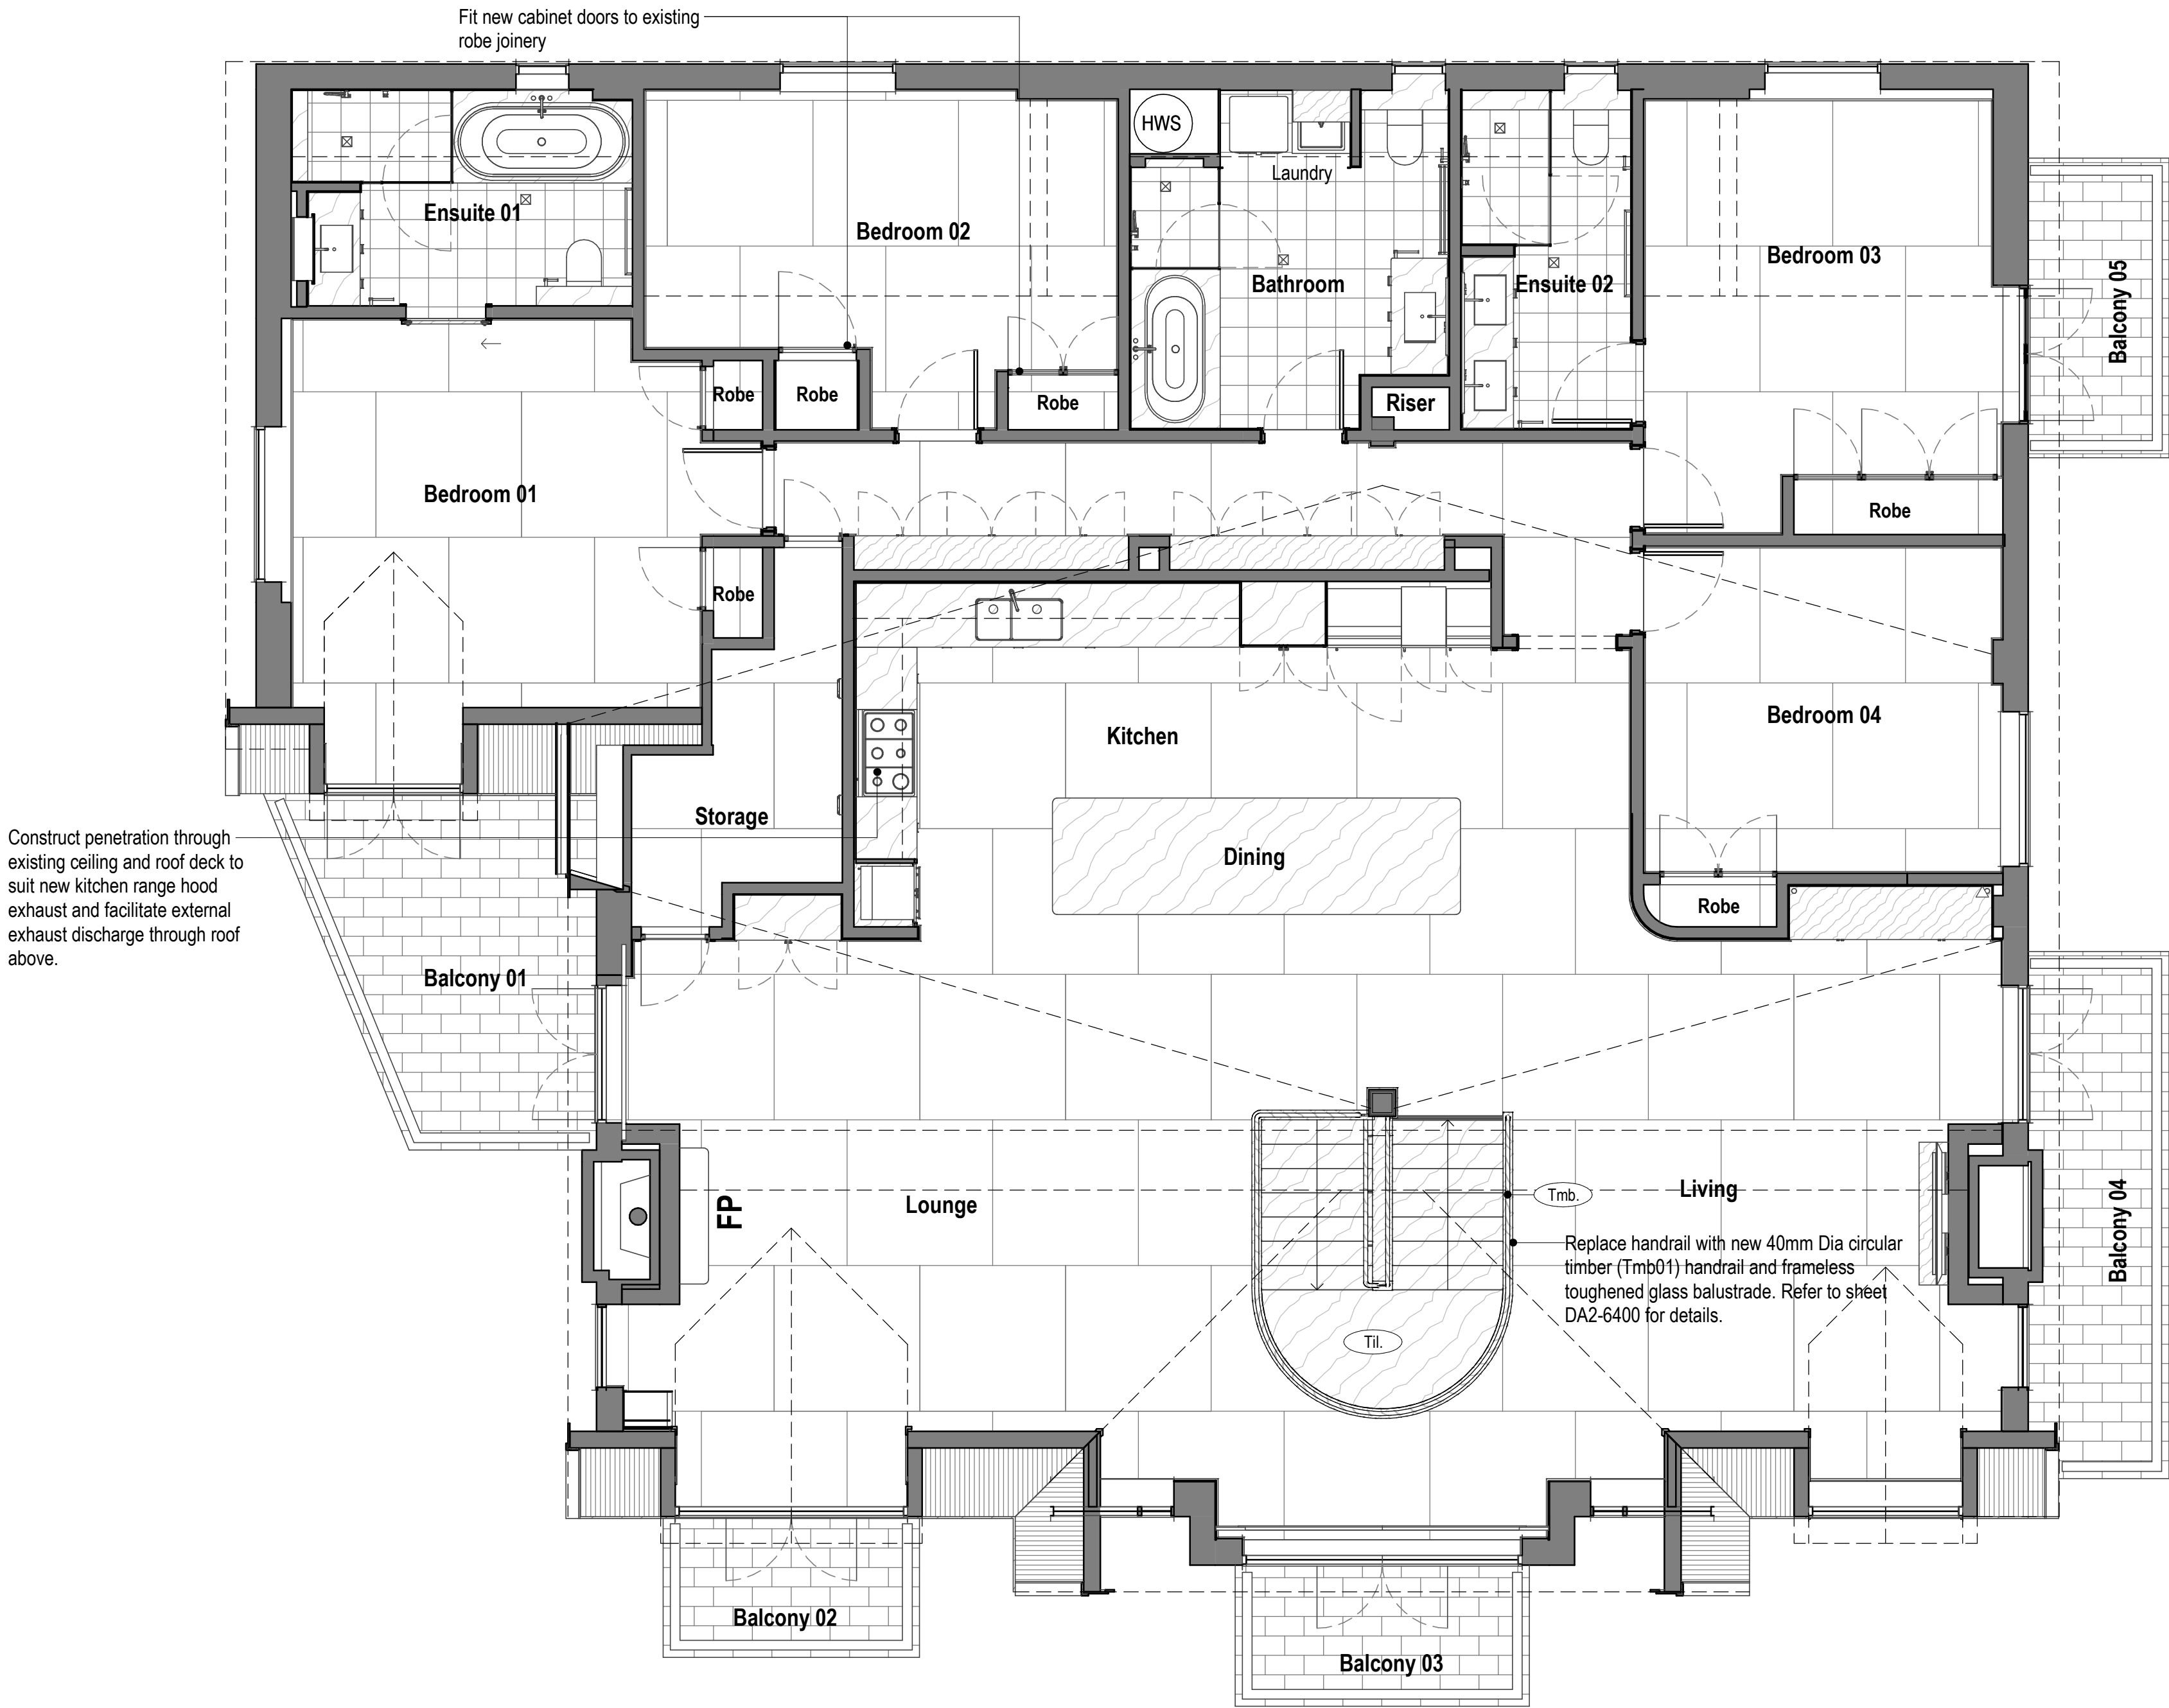 Fit new cabinet doors to existing
robe joinery
HWS
Laundry
Ensuite 01
Bedroom 02
Bathroom
Ensuite 02
Bedroom 03
Balcony 05
Robe
Robe
Robe
Riser
Bedroom 01
Robe
Robe
Kitchen
Bedroom 04
Storage
Dining
Construct penetration through
existing ceiling and roof deck to
suit new kitchen range hood
exhaust and facilitate external
exhaust discharge through roof
above.
Robe
Balcony 01
FP
Lounge
Tmb.
Living
Balcony 04
Replace handrail with new 40mm Dia circular
timber (Tmb01) handrail and frameless
toughened glass balustrade. Refer to sheet
DA2-6400 for details.
Til.
Balcony 02
Balcony 03